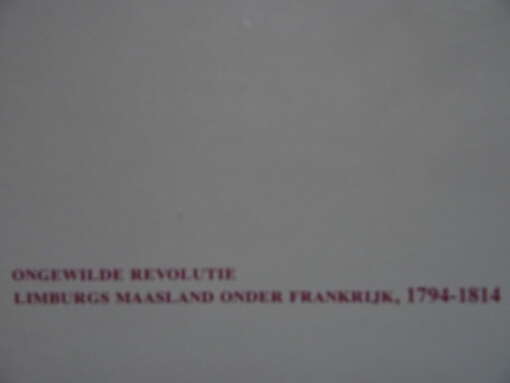 ONGEWILDE REVOLUTIE
LIMBURGS MAASLAND ONDER FRANKRIJK, 1794-1814